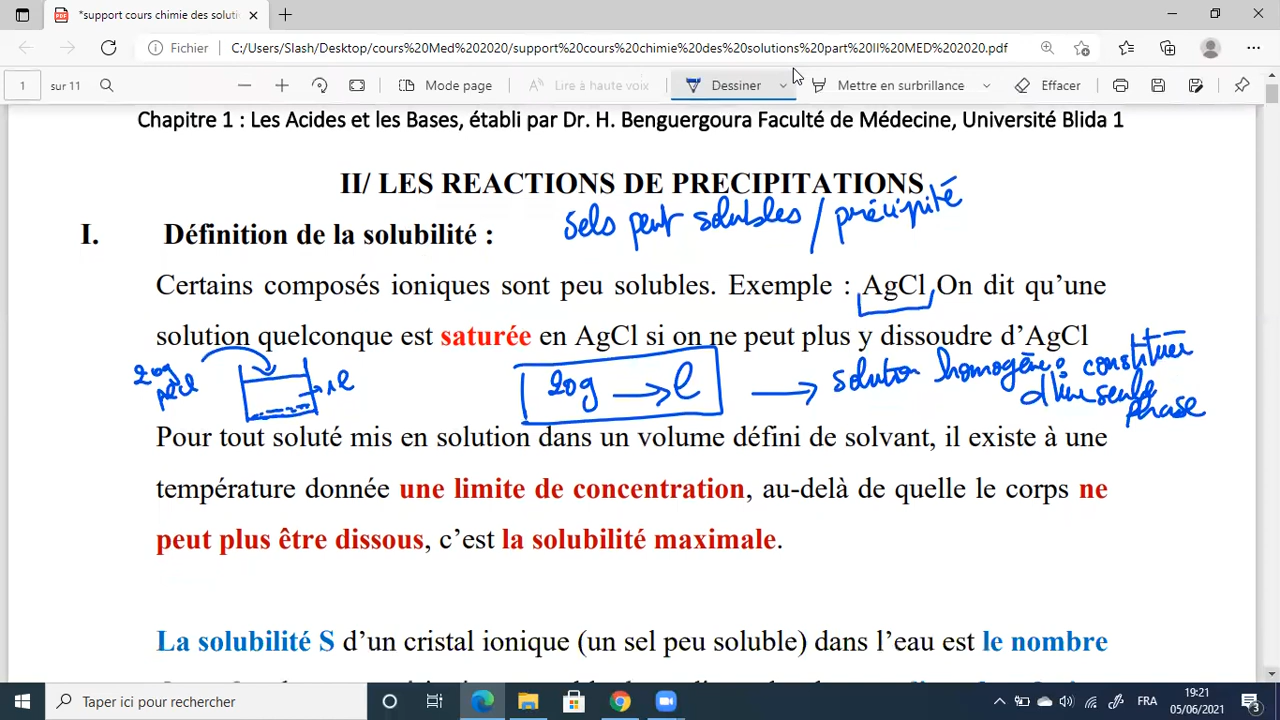 *support cours chimie des soluti
Fichier C:/Users/Slash/Desktop/cours%20Med%202020/support%20cours%20chimie%20des%20solutions%20part%20II%20MED%202020.pdf
1 sur 11 Mode page Lire à haute voix Dessiner Mettre en surbrillance Effacer
Chapitre 1 : Les Acides et les Bases, établi par Dr. H. Benguergoura Faculté de Médecine, Université Blida 1
II/ LES REACTIONS DE PRECIPITATIONS
sels peut solubles / précipité
I. Définition de la solubilité :
Certains composés ioniques sont peu solubles. Exemple : AgCl On dit qu’une
solution quelconque est saturée en AgCl si on ne peut plus y dissoudre d’AgCl
20g 1l 20g → l → solution homogène constituer
d'une seule
phase
Pour tout soluté mis en solution dans un volume défini de solvant, il existe à une
température donnée une limite de concentration, au-delà de quelle le corps ne
peut plus être dissous, c’est la solubilité maximale.
La solubilité S d’un cristal ionique (un sel peu soluble) dans l’eau est le nombre
Taper ici pour rechercher
FRA
19:21
05/06/2021
3